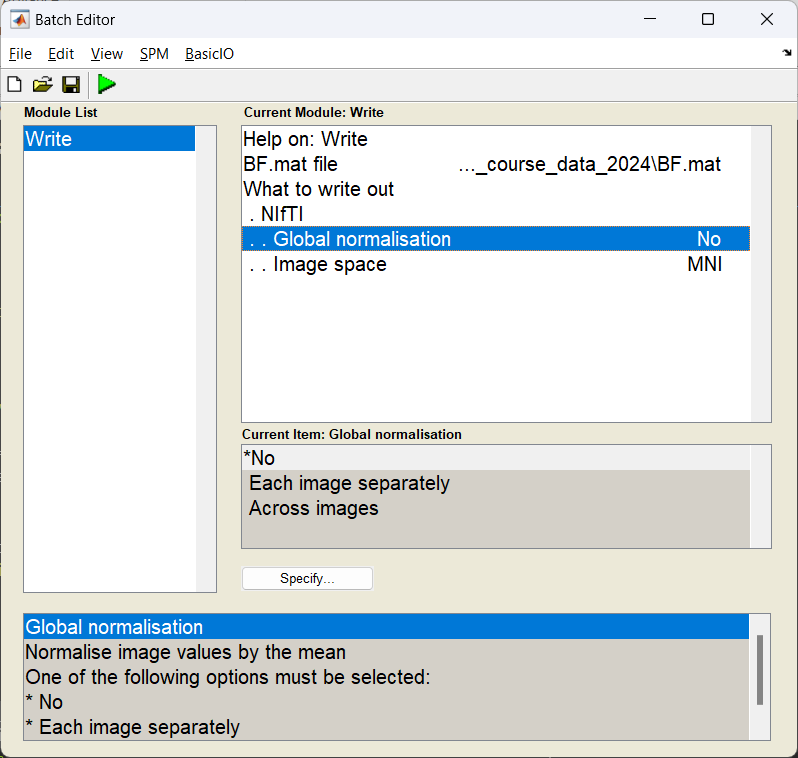 Batch Editor
File Edit View SPM BasicIO
Module List
Write
Current Module: Write
Help on: Write
BF.mat file ..._course_data_2024\BF.mat
What to write out
. NIfTI
. . Global normalisation No
. . Image space MNI
Current Item: Global normalisation
*No
Each image separately
Across images
Specify...
Global normalisation
Normalise image values by the mean
One of the following options must be selected:
* No
* Each image separately